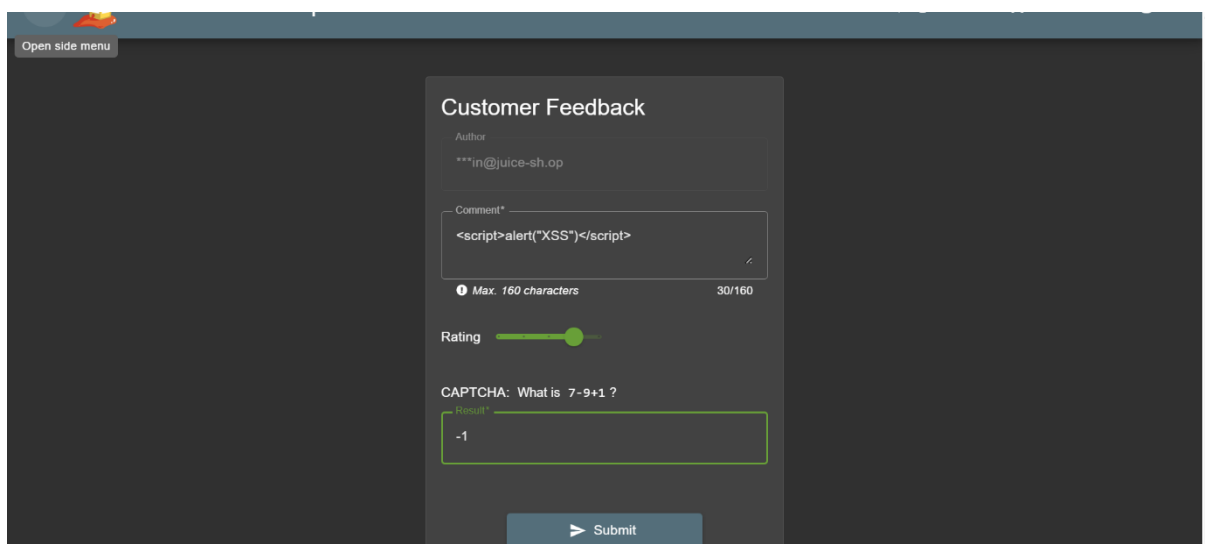 Open side menu
Customer Feedback
Author
***in@juice-sh.op
Comment*
<script>alert("XSS")</script>
Max. 160 characters 30/160
Rating
CAPTCHA: What is 7-9+1 ?
Result*
-1
Submit